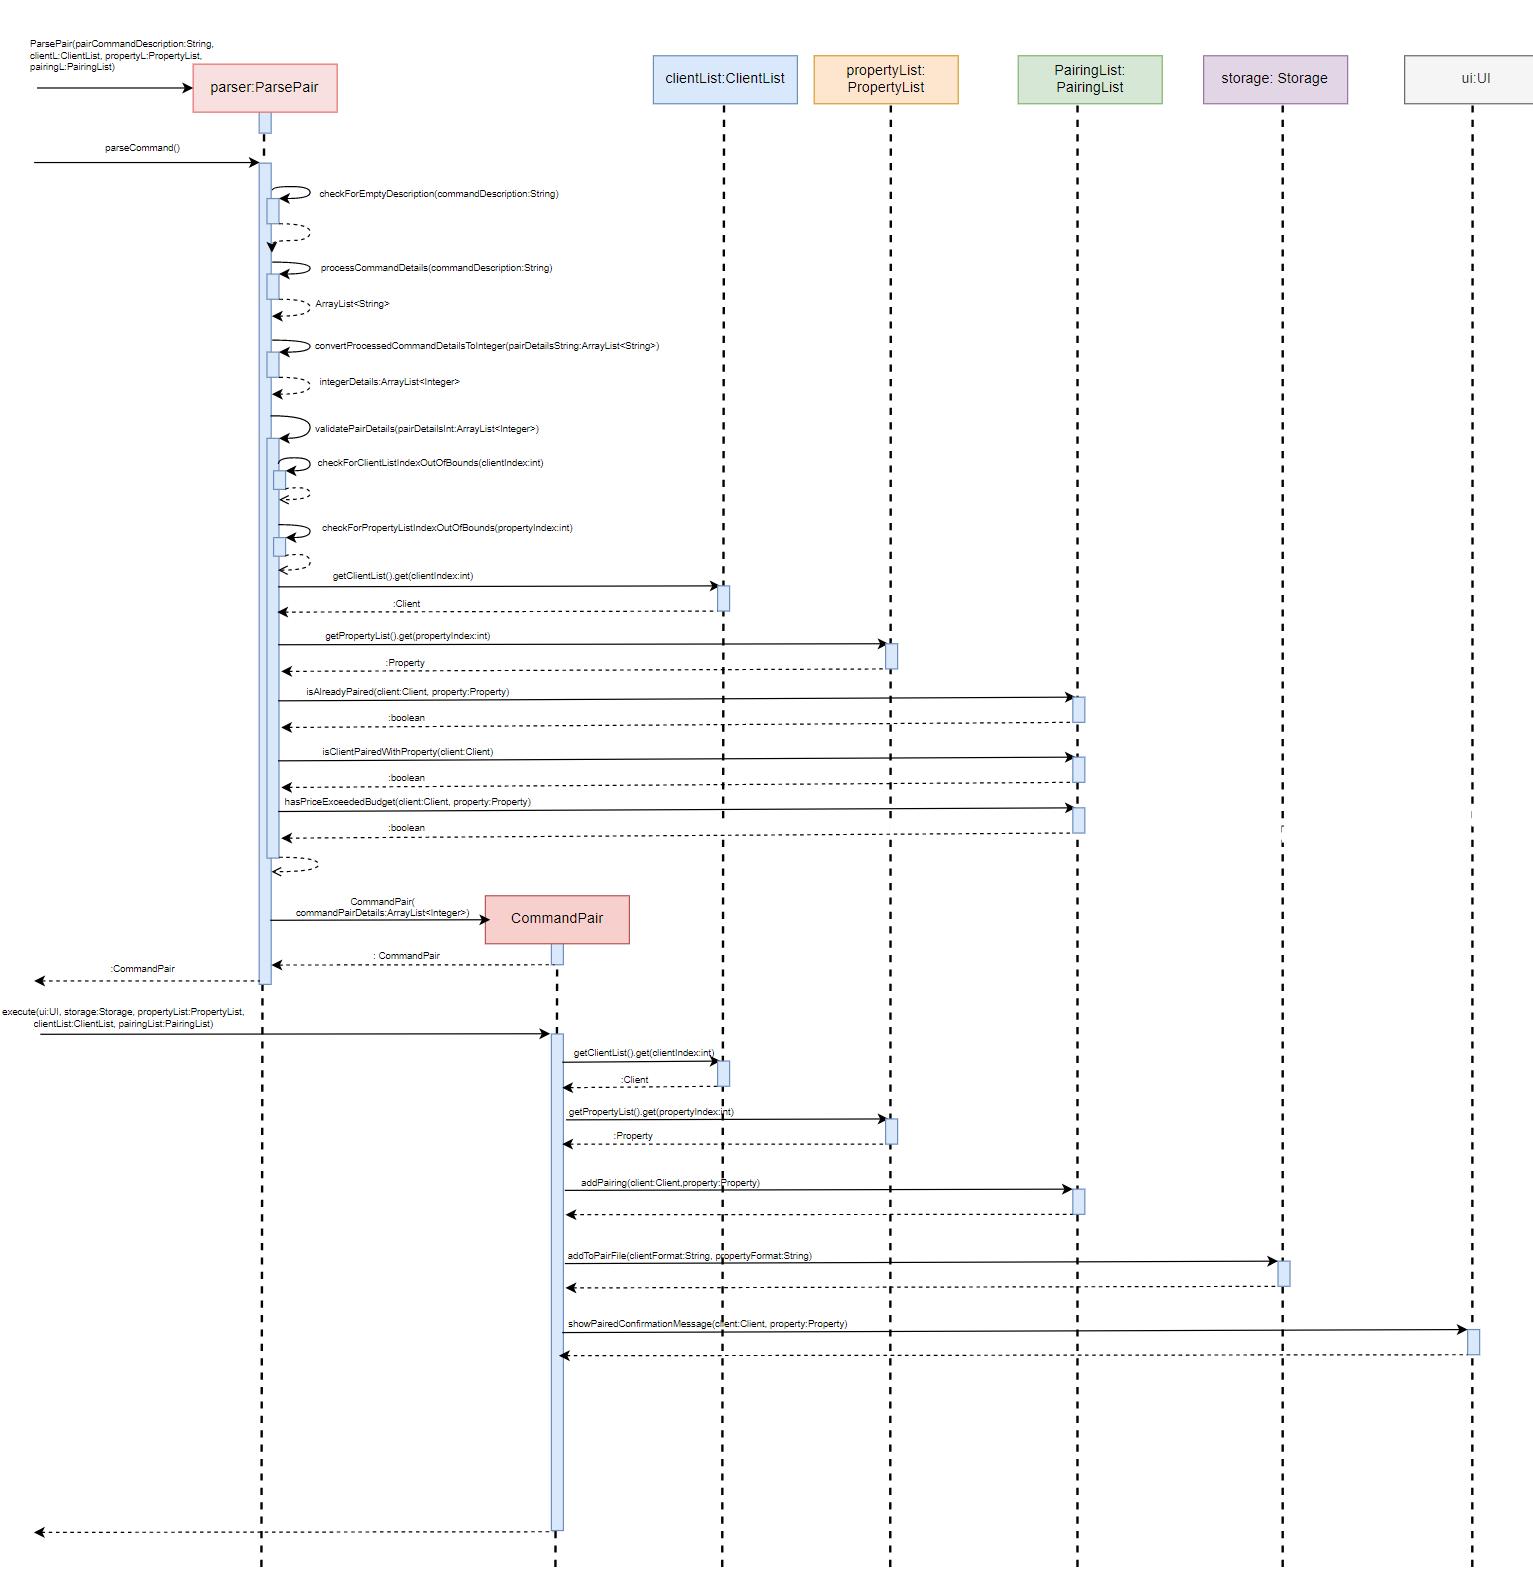 ParsePair(pairCommandDescription:String,
clientL:ClientList, propertyL:PropertyList,
pairingL:PairingList)
parser:ParsePair
clientList:ClientList
propertyList:
PropertyList
PairingList:
PairingList
storage: Storage
ui:UI
parseCommand()
checkForEmptyDescription(commandDescription:String)
processCommandDetails(commandDescription:String)
ArrayList<String>
convertProcessedCommandDetailsToInteger(pairDetailsString:ArrayList<String>)
integerDetails:ArrayList<Integer>
validatePairDetails(pairDetailsInt:ArrayList<Integer>)
checkForClientListIndexOutOfBounds(clientIndex:int)
checkForPropertyListIndexOutOfBounds(propertyIndex:int)
getClientList().get(clientIndex:int)
:Client
getPropertyList().get(propertyIndex:int)
:Property
isAlreadyPaired(client:Client, property:Property)
:boolean
isClientPairedWithProperty(client:Client)
:boolean
hasPriceExceededBudget(client:Client, property:Property)
:boolean
CommandPair(
commandPairDetails:ArrayList<Integer>)
CommandPair
: CommandPair
:CommandPair
execute(ui:UI, storage:Storage, propertyList:PropertyList,
clientList:ClientList, pairingList:PairingList)
getClientList().get(clientIndex:int)
:Client
getPropertyList().get(propertyIndex:int)
:Property
addPairing(client:Client,property:Property)
addToPairFile(clientFormat:String, propertyFormat:String)
showPairedConfirmationMessage(client:Client, property:Property)